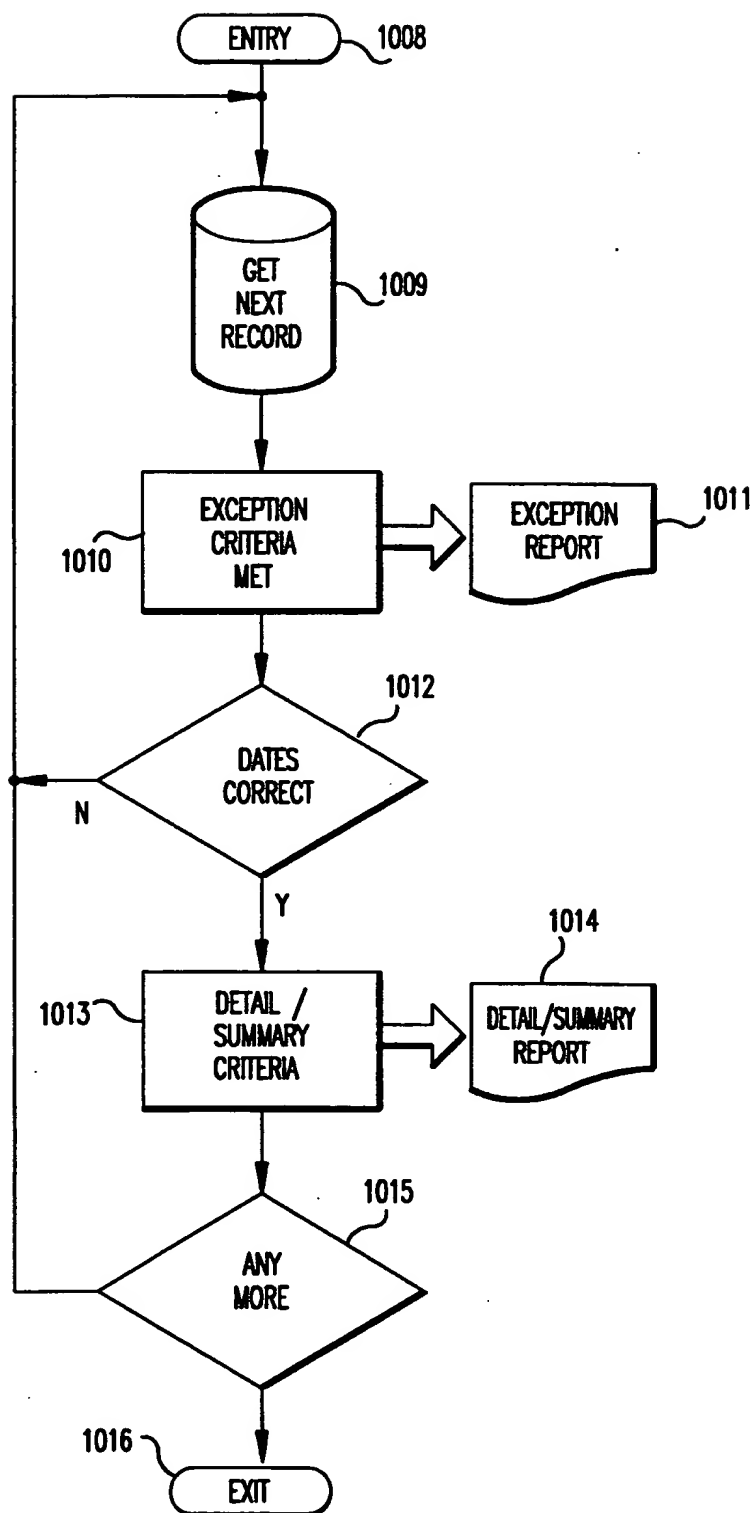 ENTRY
1008
GET
NEXT
RECORD
1009
EXCEPTION
CRITERIA
MET
1010
EXCEPTION
REPORT
1011
DATES
CORRECT
1012
N
Y
DETAIL /
SUMMARY
CRITERIA
1013
DETAIL/SUMMARY
REPORT
1014
ANY
MORE
1015
EXIT
1016